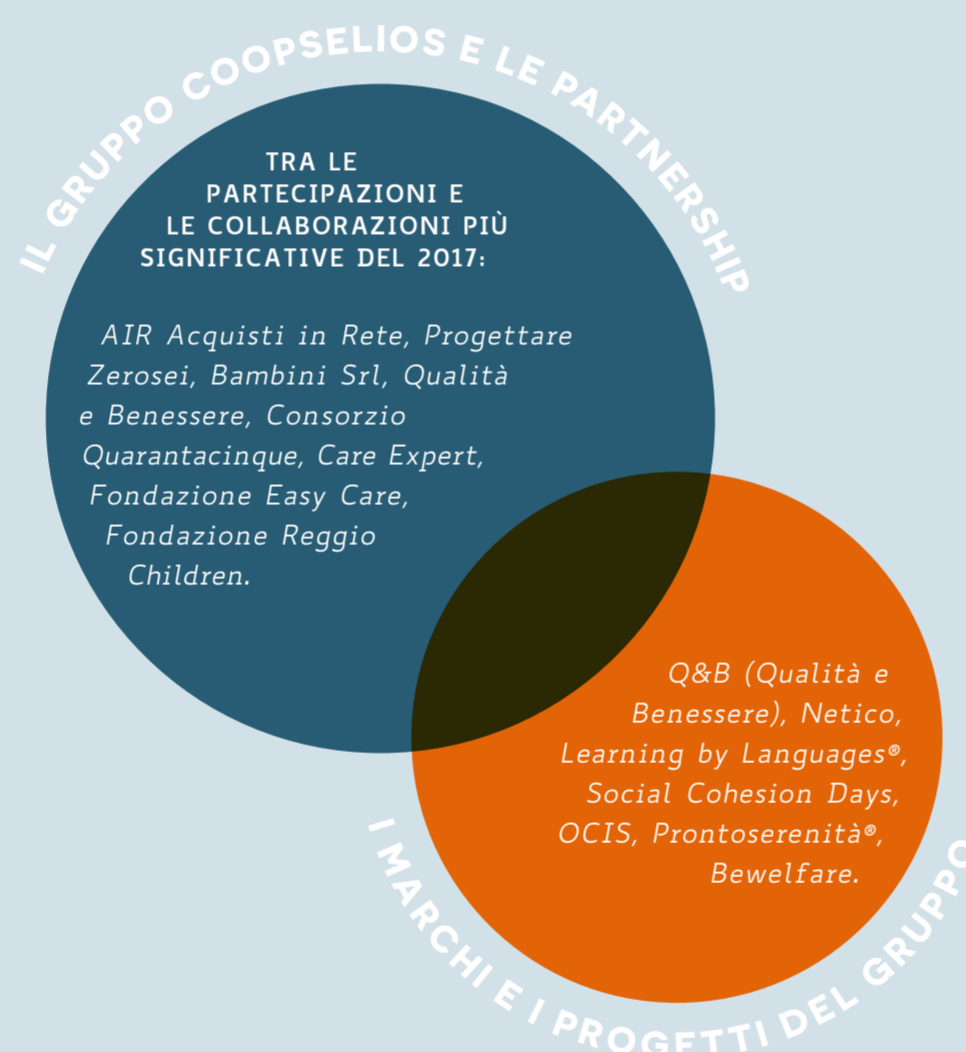 IL GRUPPO COOPSELIOS E LE PARTNERSHIP
TRA LE
PARTECIPAZIONI E
LE COLLABORAZIONI PIÙ
SIGNIFICATIVE DEL 2017:
AIR Acquisti in Rete, Progettare
Zerosei, Bambini Srl, Qualità
e Benessere, Consorzio
Quarantacinque, Care Expert,
Fondazione Easy Care,
Fondazione Reggio
Children.
Q&B (Qualità e
Benessere), Netico,
Learning by Languages®,
Social Cohesion Days,
OCIS, Prontoserenità®,
Bewelfare.
I MARCHI E I PROGETTI DEL GRUPPO